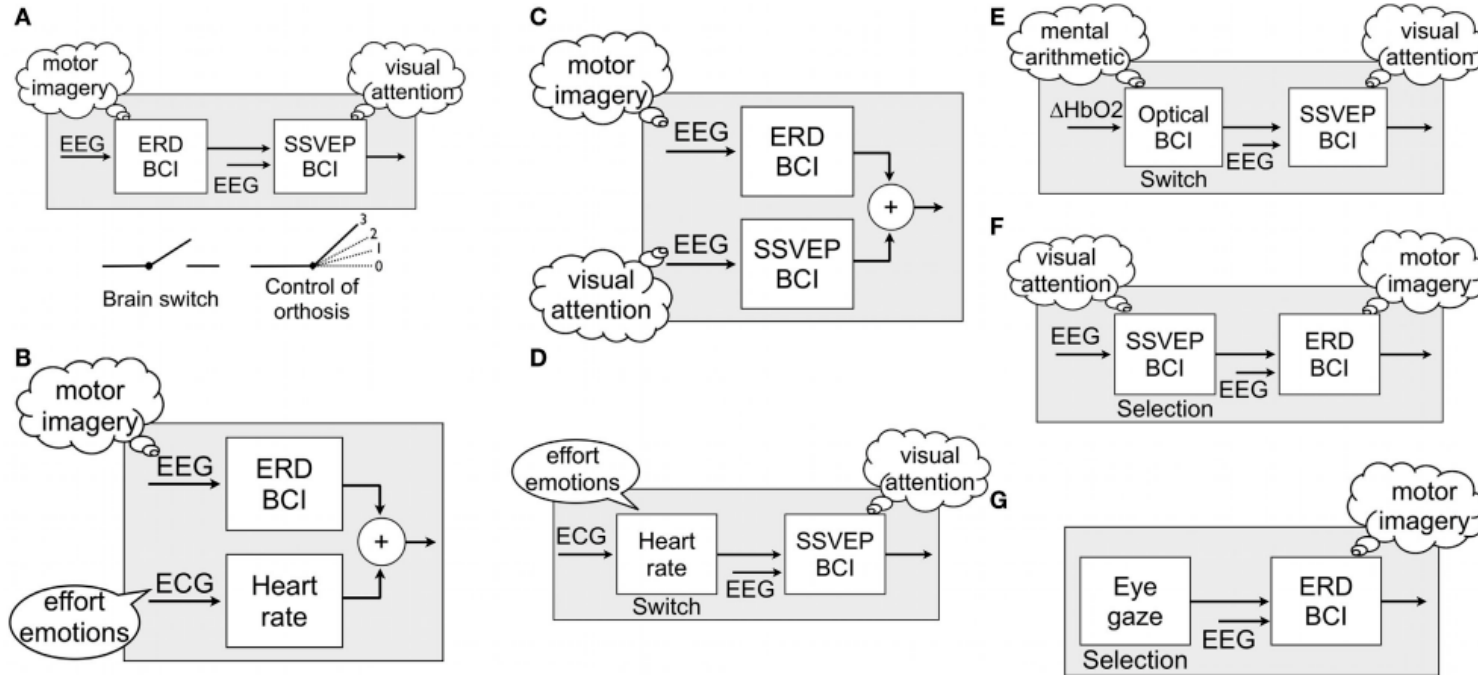 A
motor
imagery
visual
attention
EEG
ERD
BCI
EEG
SSVEP
BCI
Brain switch
3
2
1
0
Control of
orthosis
B
motor
imagery
EEG
ERD
BCI
+
effort
emotions
ECG
Heart
rate
C
motor
imagery
EEG
ERD
BCI
+
EEG
SSVEP
BCI
visual
attention
D
effort
emotions
visual
attention
ECG
Heart
rate
Switch
EEG
SSVEP
BCI
E
mental
arithmetic
visual
attention
ΔHbO2
Optical
BCI
Switch
EEG
SSVEP
BCI
F
visual
attention
motor
imagery
EEG
SSVEP
BCI
Selection
EEG
ERD
BCI
G
motor
imagery
Eye
gaze
Selection
EEG
ERD
BCI